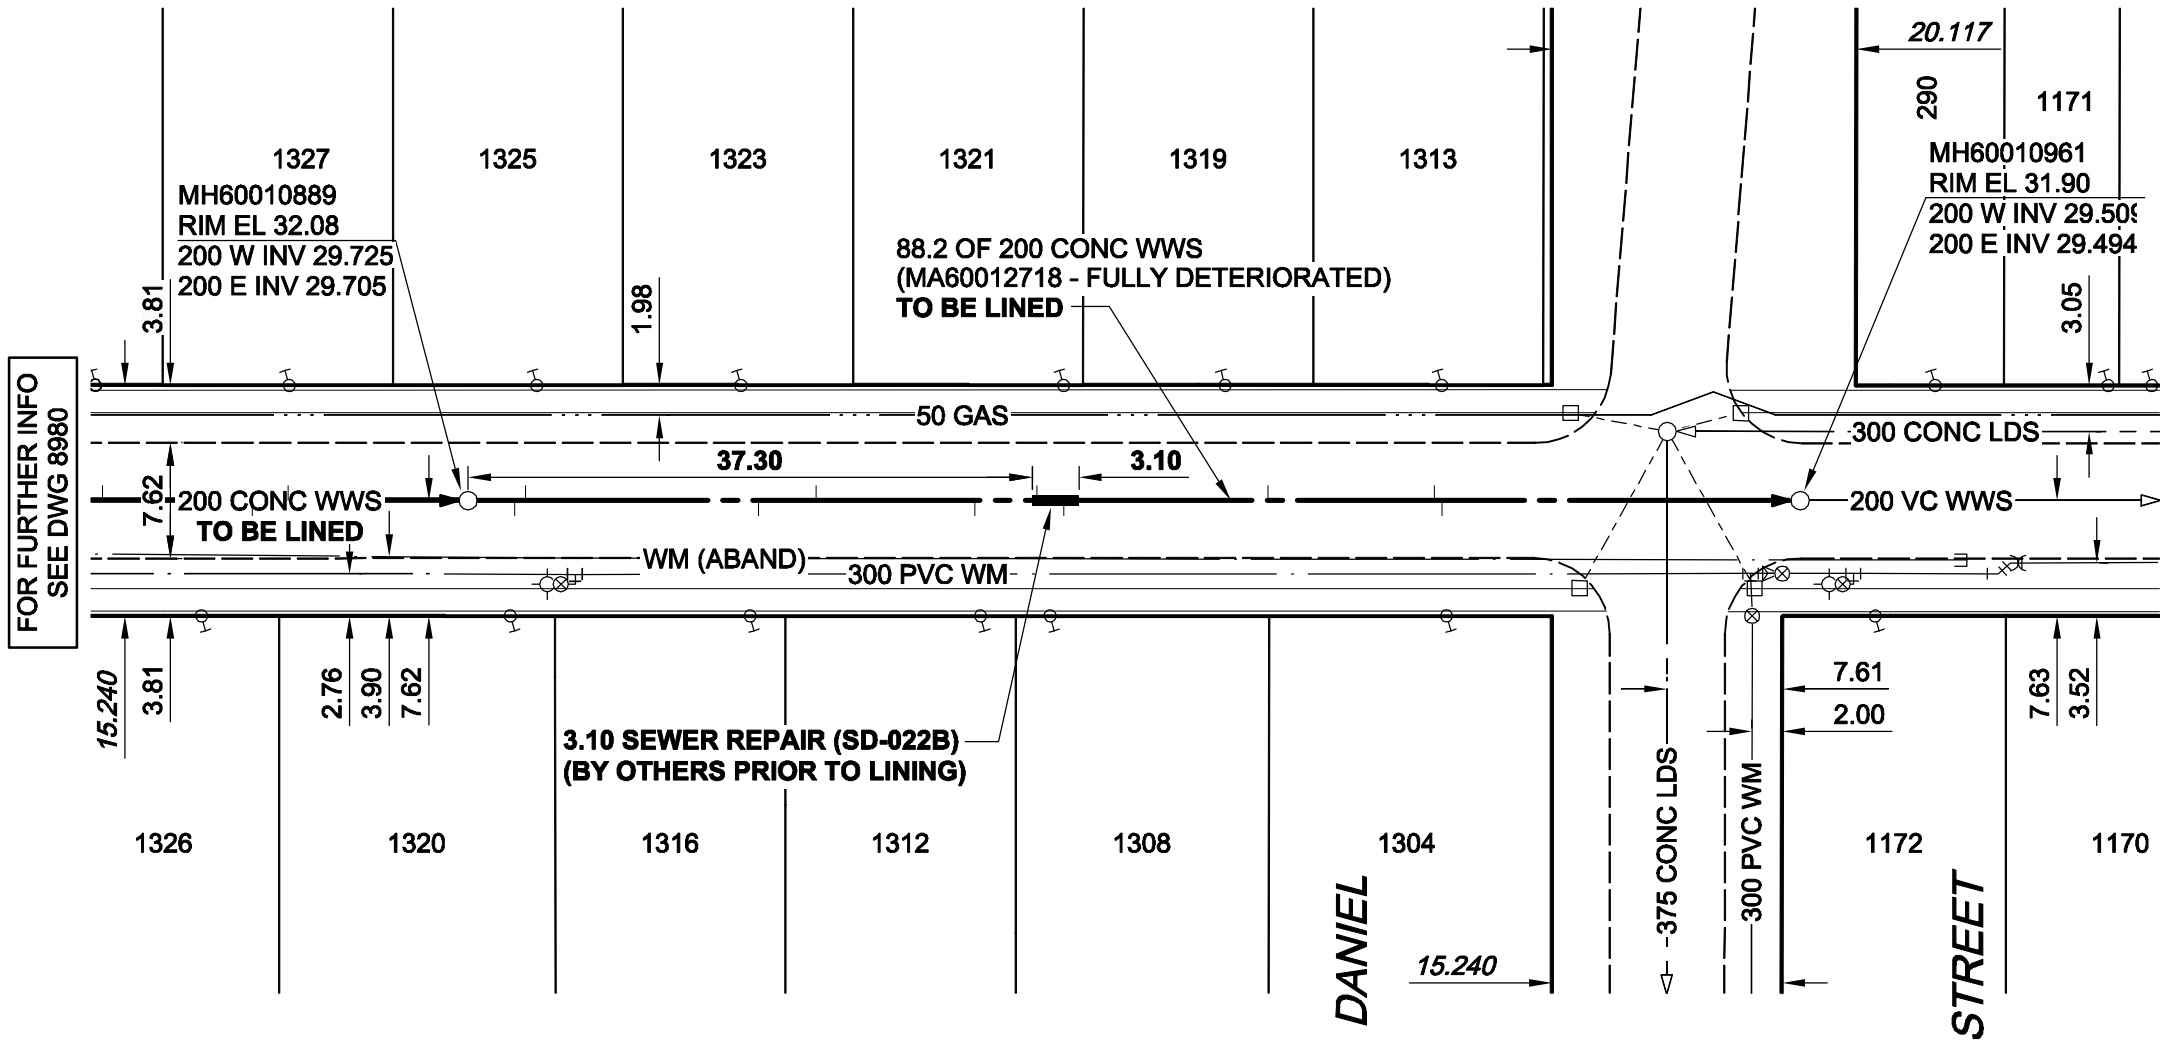 20.117
290
1171
1327
1325
1323
1321
1319
1313
MH60010889
RIM EL 32.08
200 W INV 29.725
200 E INV 29.705
MH60010961
RIM EL 31.90
200 W INV 29.509
200 E INV 29.494
88.2 OF 200 CONC WWS
(MA60012718 - FULLY DETERIORATED)
TO BE LINED
3.81
1.98
3.05
FOR FURTHER INFO
SEE DWG 8980
50 GAS
300 CONC LDS
37.30
3.10
7.62
200 CONC WWS
TO BE LINED
200 VC WWS
WM (ABAND)
300 PVC WM
15.240
3.81
2.76
3.90
7.62
7.61
2.00
7.63
3.52
3.10 SEWER REPAIR (SD-022B)
(BY OTHERS PRIOR TO LINING)
375 CONC LDS
300 PVC WM
1326
1320
1316
1312
1308
1304
1172
1170
DANIEL
15.240
STREET